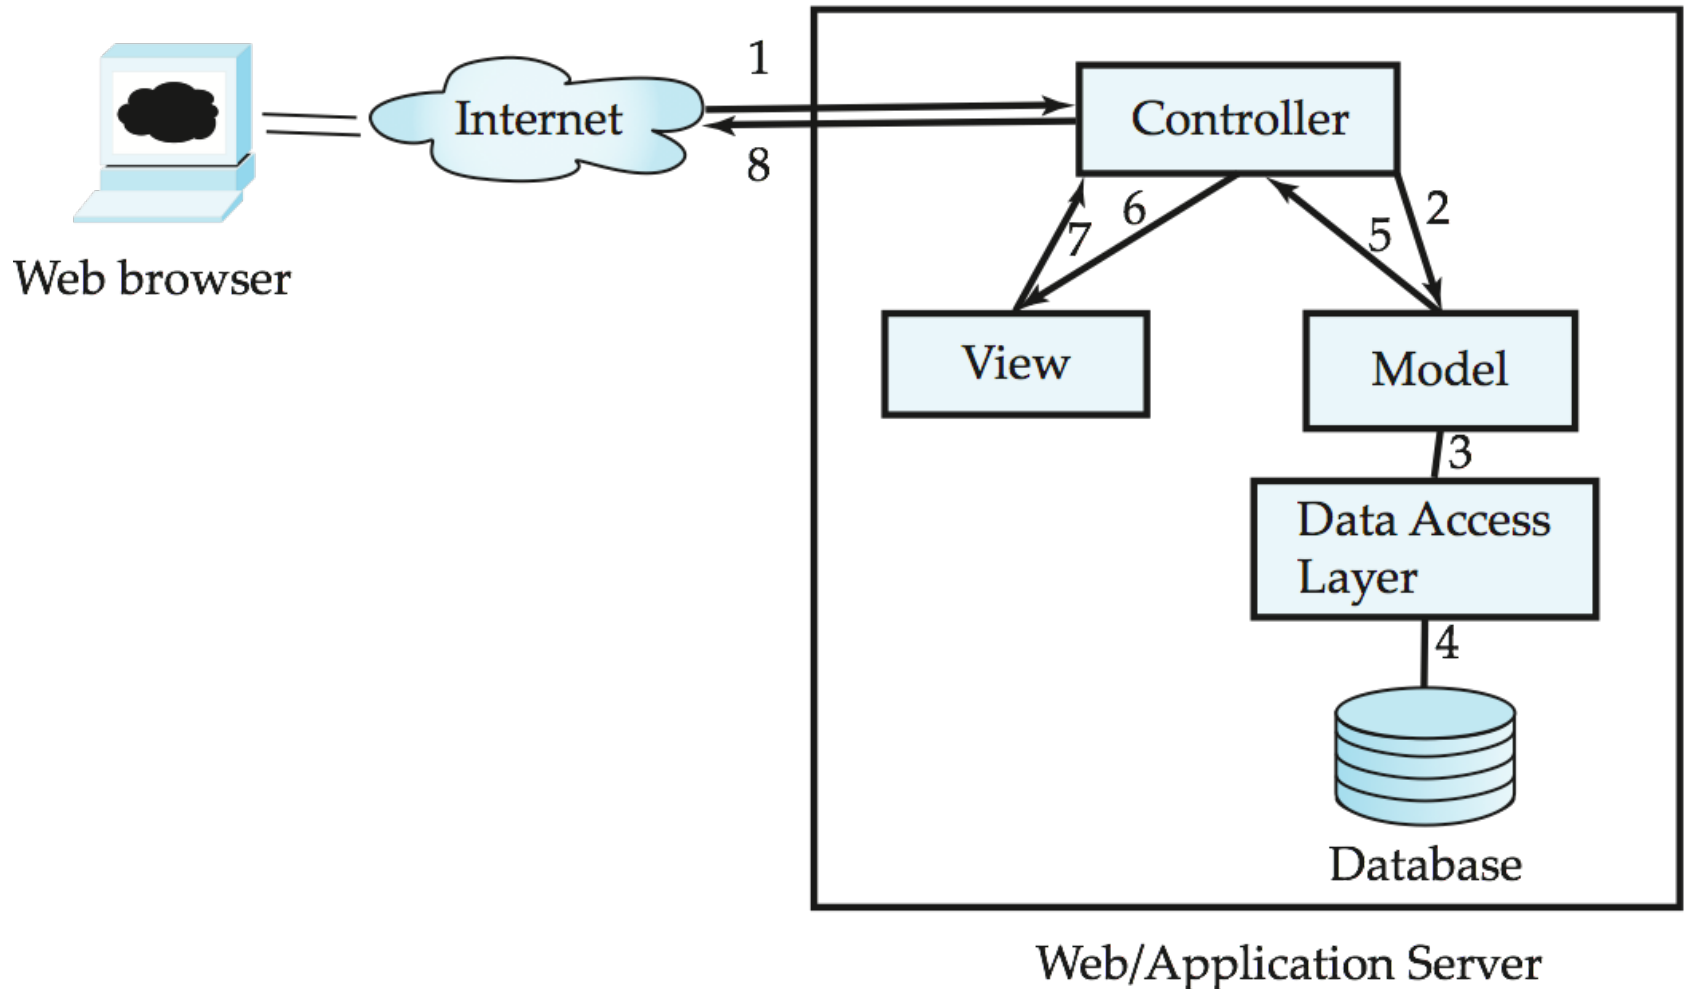 1
Internet
Controller
8
Web browser
7
6
5
2
View
Model
3
Data Access
Layer
4
Database
Web/Application Server